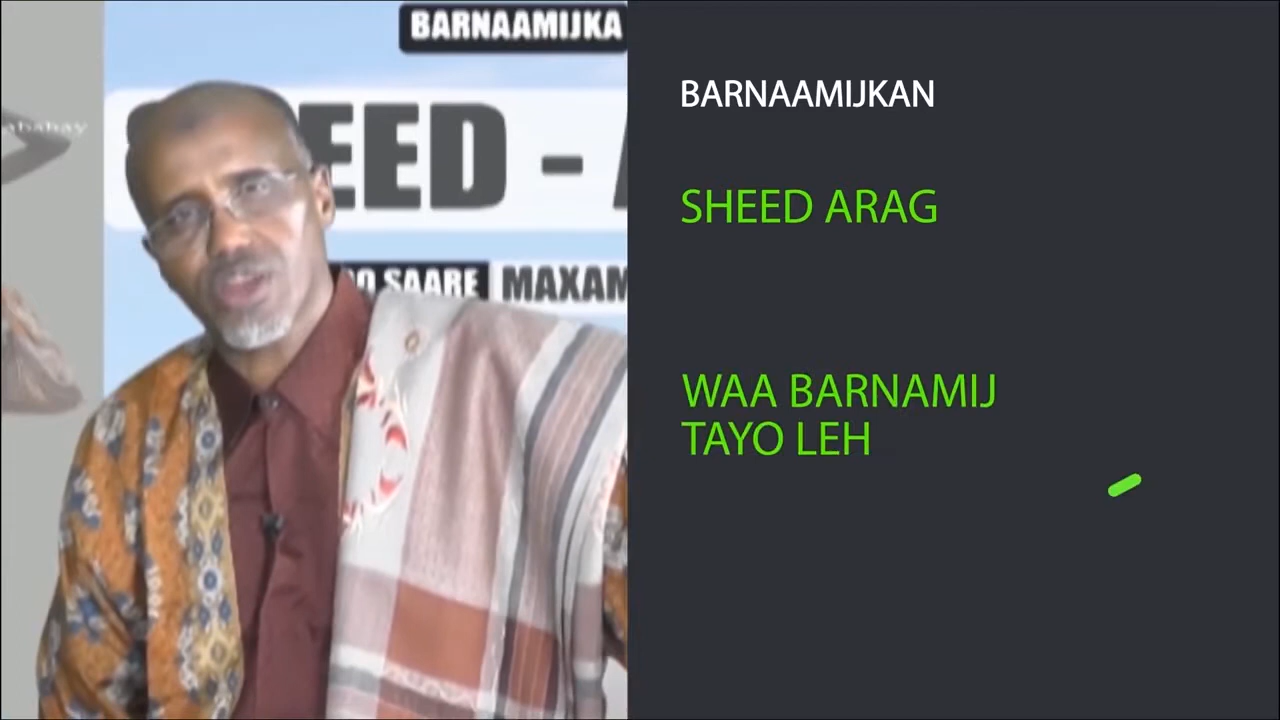 BARNAAMIJKA
EED -
SAARE MAXAM
BARNAAMIJKAN
SHEED ARAG
WAA BARNAMIJ
TAYO LEH